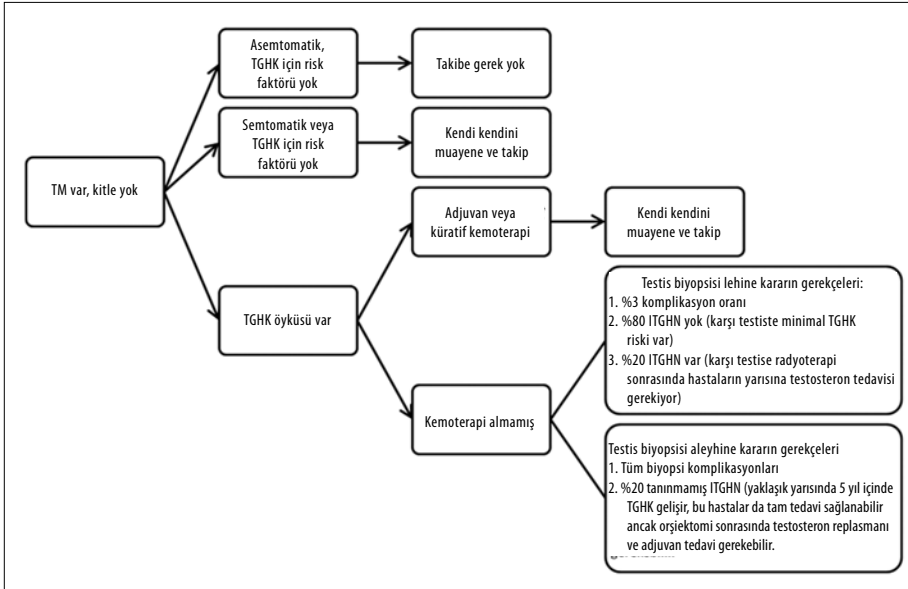 Asemtomatik,
TGHK için risk
faktörü yok
Takibe gerek yok
Semtomatik veya
TGHK için risk
faktörü yok
Kendi kendini
muayene ve takip
TM var, kitle yok
Adjuvan veya
küratif kemoterapi
Kendi kendini
muayene ve takip
TGHK öyküsü var
Testis biyopsisi lehine kararın gerekçeleri:
1. %3 komplikasyon oranı
2. %80 ITGHN yok (karşı testiste minimal TGHK
riski var)
3. %20 ITGHN var (karşı testise radyoterapi
sonrasında hastaların yarısına testosteron tedavisi
gerekiyor)
Kemoterapi almamış
Testis biyopsisi aleyhine kararın gerekçeleri
1. Tüm biyopsi komplikasyonları
2. %20 tanınmamış ITGHN (yaklaşık yarısında 5 yıl içinde
TGHK gelişir, bu hastalar da tam tedavi sağlanabilir
ancak orşiektomi sonrasında testosteron replasmanı
ve adjuvan tedavi gerekebilir.